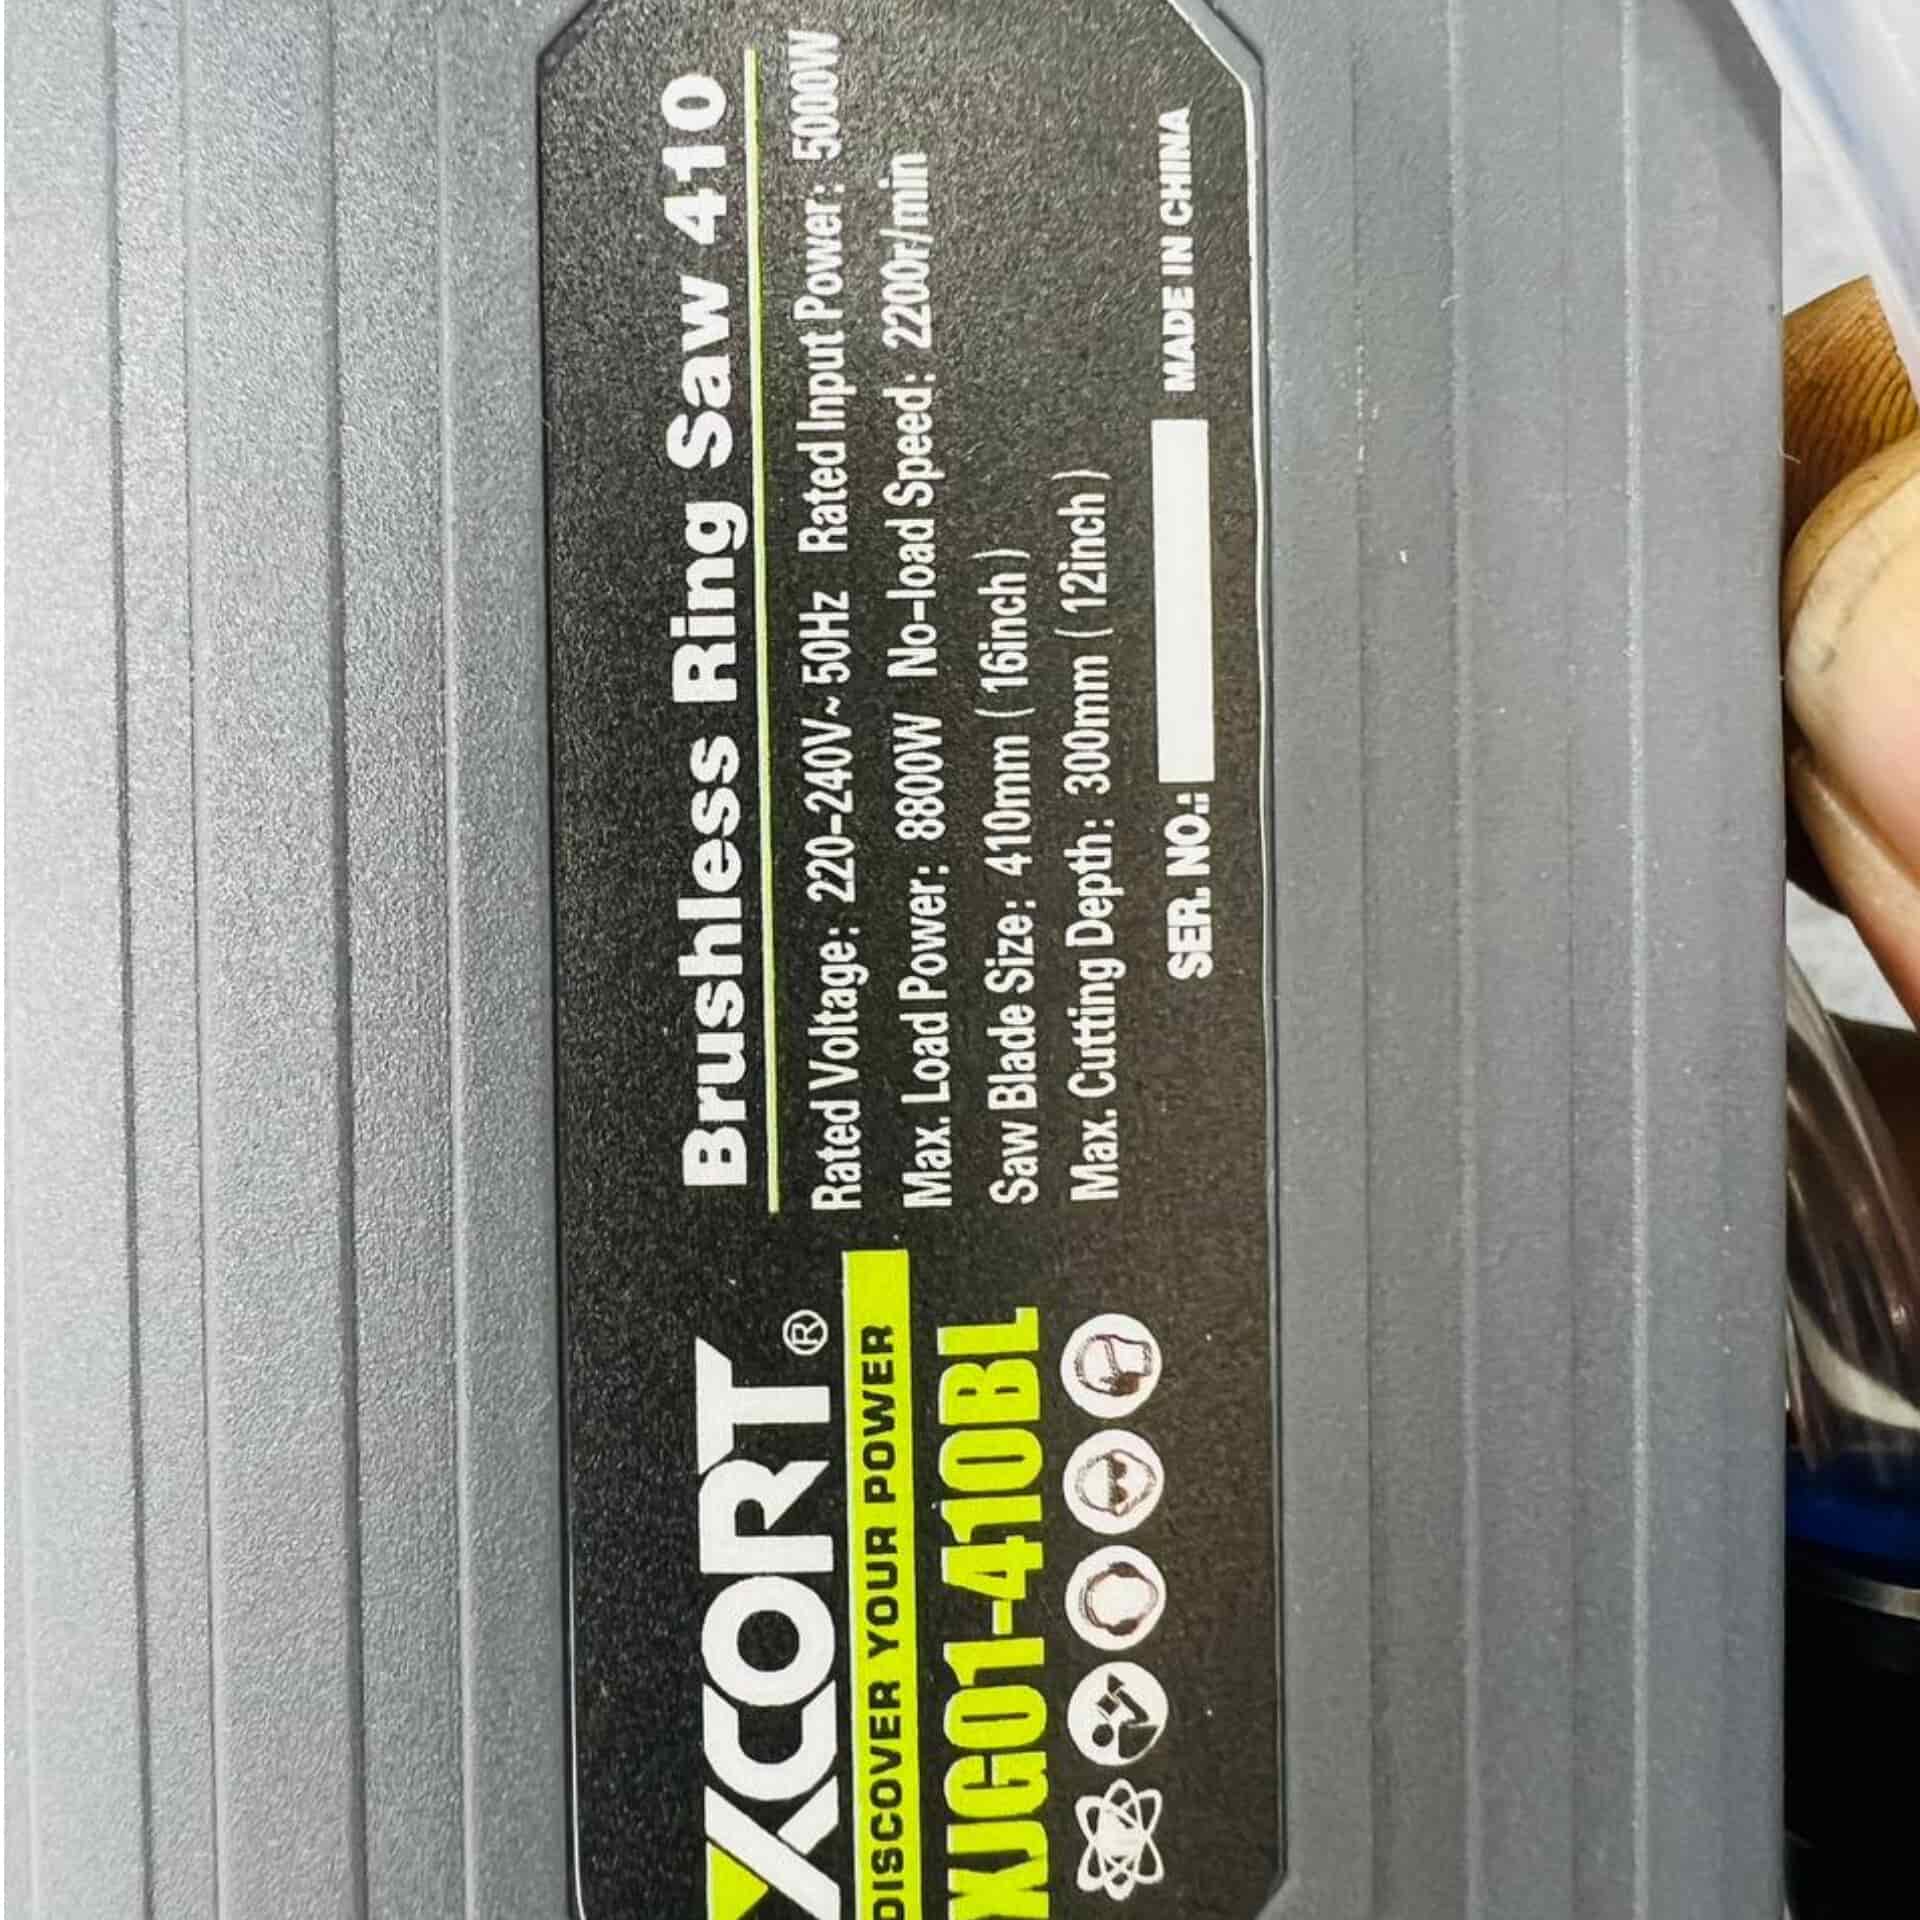 XCORT®
DISCOVER YOUR POWER
XJG01-410BL
Brushless Ring Saw 410
Rated Voltage: 220-240V~ 50Hz Rated Input Power: 5000W
Max. Load Power: 8800W No-load Speed: 2200r/min
Saw Blade Size: 410mm (16inch)
Max. Cutting Depth: 300mm (12inch)
SER. NO.: MADE IN CHINA